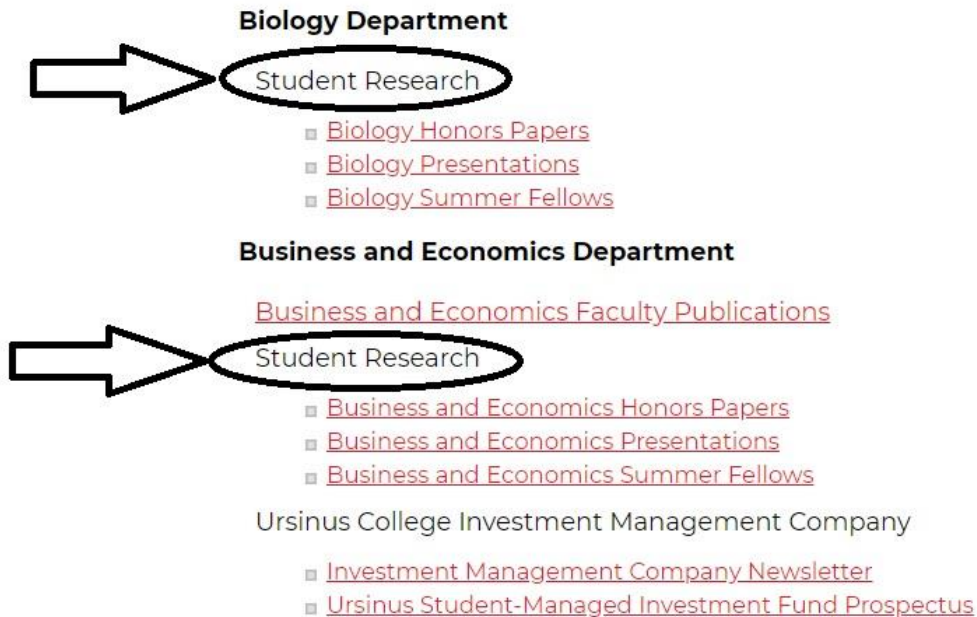 Biology Department
Student Research
Biology Honors Papers
Biology Presentations
Biology Summer Fellows
Business and Economics Department
Business and Economics Faculty Publications
Student Research
Business and Economics Honors Papers
Business and Economics Presentations
Business and Economics Summer Fellows
Ursinus College Investment Management Company
Investment Management Company Newsletter
Ursinus Student-Managed Investment Fund Prospectus